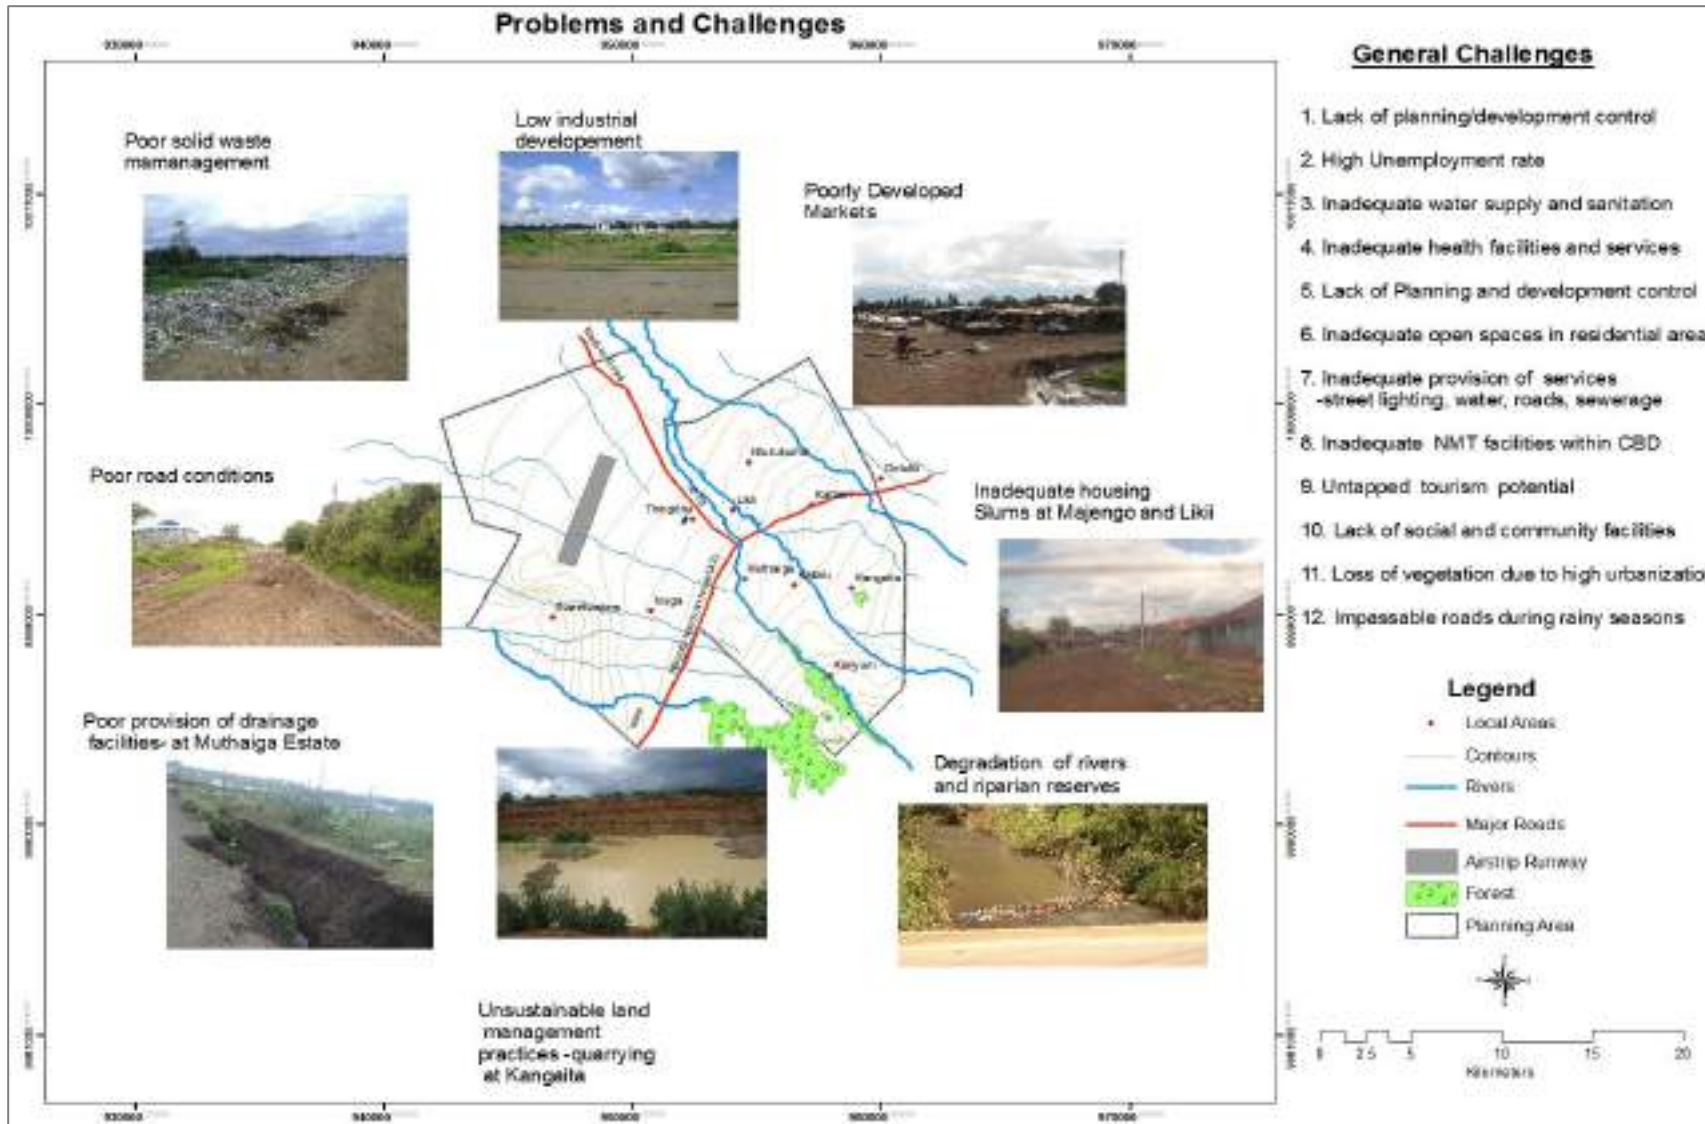 Problems and Challenges
General Challenges
1. Lack of planning/development control
2. High Unemployment rate
3. Inadequate water supply and sanitation
4. Inadequate health facilities and services
5. Lack of Planning and development control
6. Inadequate open spaces in residential area
7. Inadequate provision of services
-street lighting, water, roads, sewerage
8. Inadequate NMT facilities within CBD
9. Untapped tourism potential
10. Lack of social and community facilities
11. Loss of vegetation due to high urbanizatio
12. Impassable roads during rainy seasons
Poor solid waste
mamanagement
Low industrial
developement
Poorly Developed
Markets
Poor road conditions
Inadequate housing
Slums at Majengo and Likii
Poor provision of drainage
facilities- at Muthaiga Estate
Degradation of rivers
and riparian reserves
Unsustainable land
management
practices -quarrying
at Kangaita
Likii
Muthaiga
Kangaita
Legend
Local Areas
Contours
Rivers
Major Roads
Airstrip Runway
Forest
Planning Area
0 2.5 5 10 15 20
Kilometers